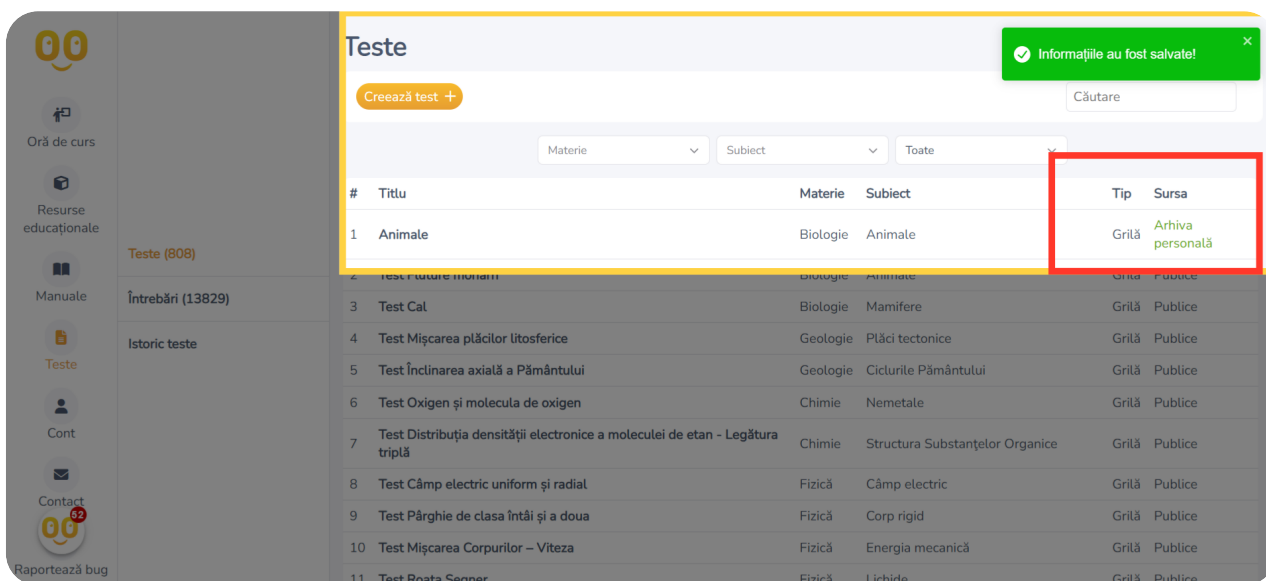 Teste
Informațiile au fost salvate!
Creează test +
Căutare
Materie
Subiect
Toate
# Titlu Materie Subiect Tip Sursa
1 Animale Biologie Animale Grilă Arhiva personală
2 Test Fluture monarh Biologie Animale Grilă Publice
3 Test Cal Biologie Mamifere Grilă Publice
4 Test Mișcarea plăcilor litosferice Geologie Plăci tectonice Grilă Publice
5 Test Înclinarea axială a Pământului Geologie Ciclurile Pământului Grilă Publice
6 Test Oxigen și molecula de oxigen Chimie Nemetale Grilă Publice
7 Test Distribuția densității electronice a moleculei de etan - Legătura triplă Chimie Structura Substanțelor Organice Grilă Publice
8 Test Câmp electric uniform și radial Fizică Câmp electric Grilă Publice
9 Test Pârghie de clasa întâi și a doua Fizică Corp rigid Grilă Publice
10 Test Mișcarea Corpurilor – Viteza Fizică Energia mecanică Grilă Publice
11 Test Roata Segner Fizică Lichide Grilă Publice
Oră de curs
Resurse
educaționale
Manuale
Teste
Cont
Contact
52
Raportează bug
Teste (808)
Întrebări (13829)
Istoric teste